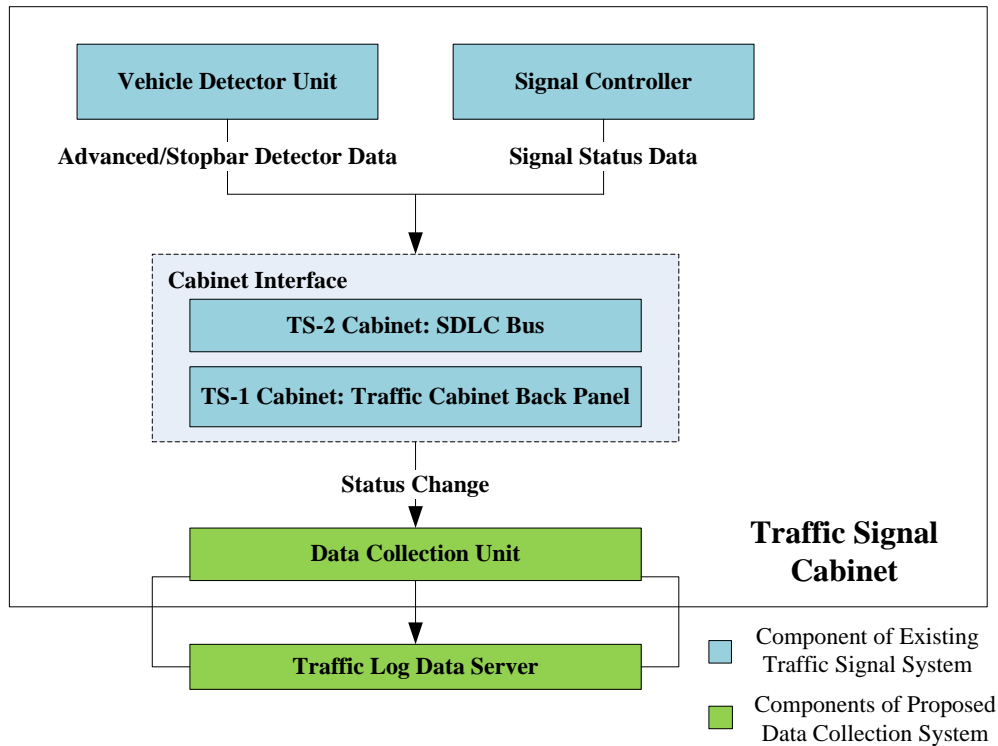 Vehicle Detector Unit
Signal Controller
Advanced/Stopbar Detector Data
Signal Status Data
Cabinet Interface
TS-2 Cabinet: SDLC Bus
TS-1 Cabinet: Traffic Cabinet Back Panel
Status Change
Data Collection Unit
Traffic Signal
Cabinet
Traffic Log Data Server
Component of Existing
Traffic Signal System
Components of Proposed
Data Collection System